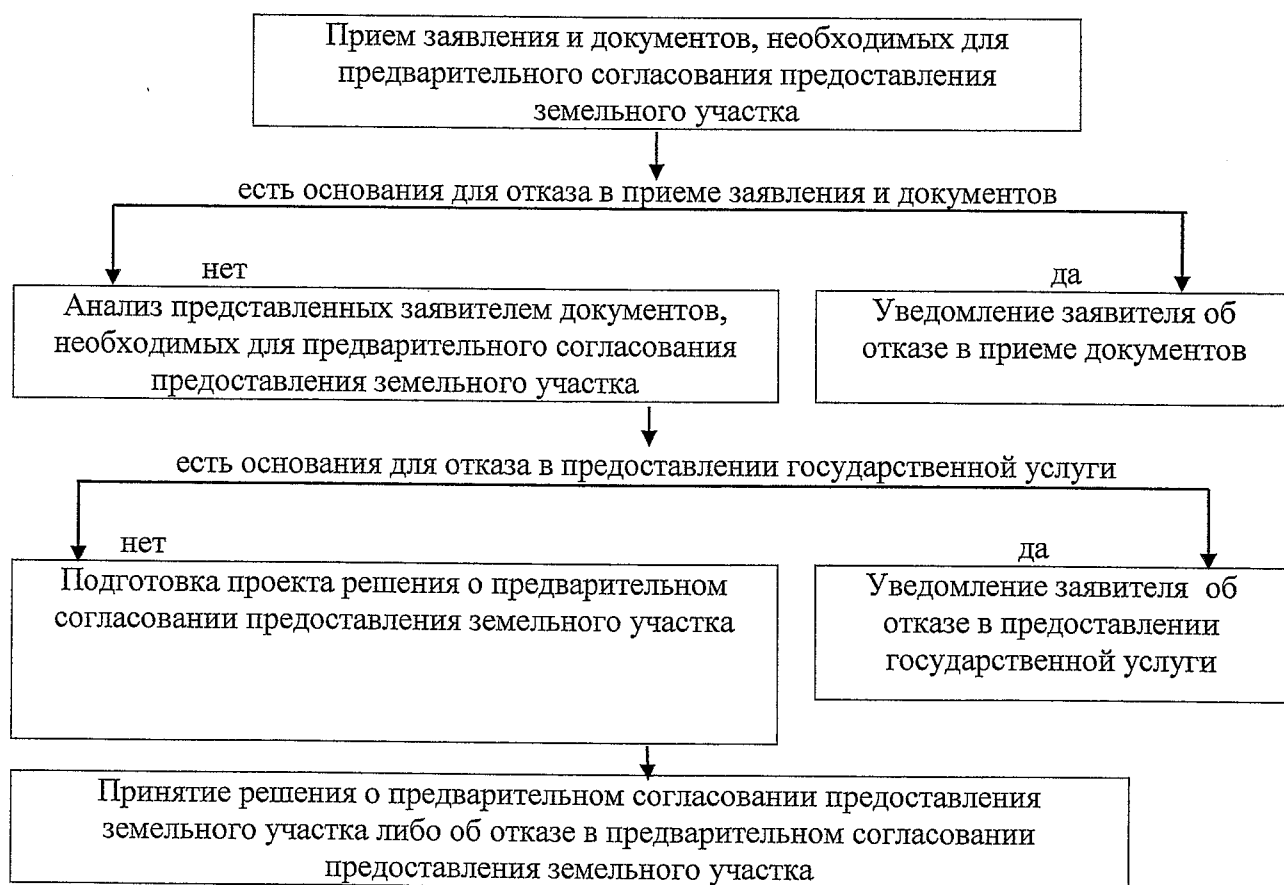 Прием заявления и документов, необходимых для
предварительного согласования предоставления
земельного участка
есть основания для отказа в приеме заявления и документов
нет
да
Анализ представленных заявителем документов,
необходимых для предварительного согласования
предоставления земельного участка
Уведомление заявителя об
отказе в приеме документов
есть основания для отказа в предоставлении государственной услуги
нет
да
Подготовка проекта решения о предварительном
согласовании предоставления земельного участка
Уведомление заявителя об
отказе в предоставлении
государственной услуги
Принятие решения о предварительном согласовании предоставления
земельного участка либо об отказе в предварительном согласовании
предоставления земельного участка